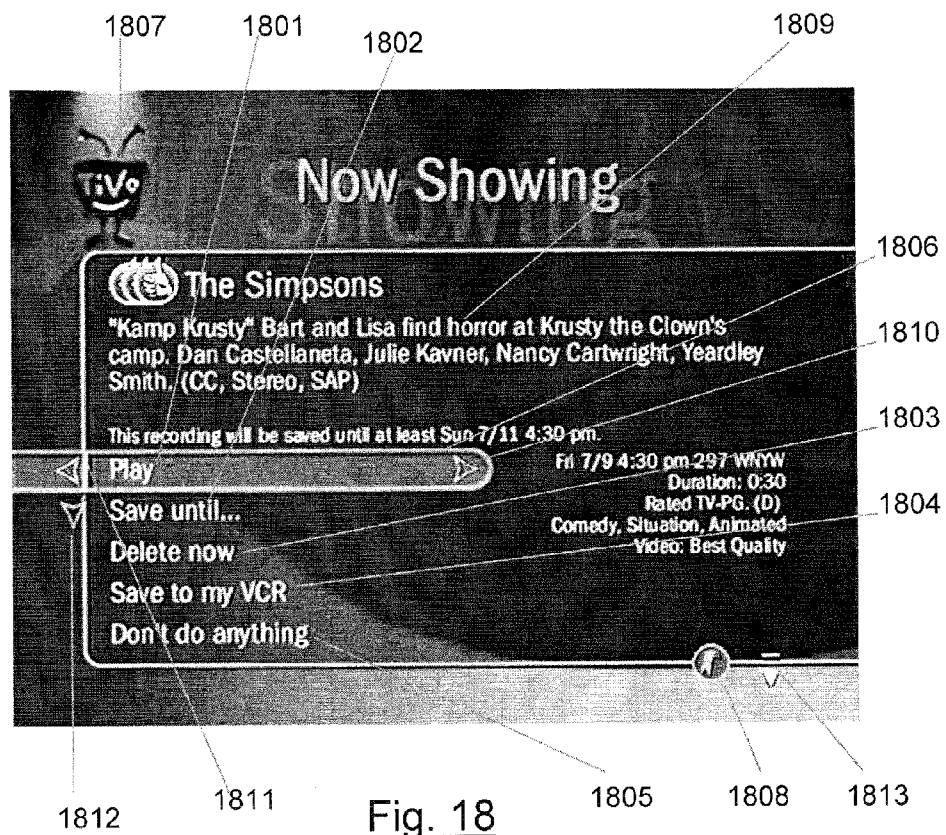 1807 1801 1802 1809
TiVo
Now Showing
Showing
1806
The Simpsons
"Kamp Krusty" Bart and Lisa find horror at Krusty the Clown's
1810
camp. Dan Castellaneta, Julie Kavner, Nancy Cartwright, Yeardley
Smith. (CC, Stereo, SAP)
1803
This recording will be saved until at least Sun 7/11 4:30 pm.
Play
Fri 7/9 4:30 pm 297 WNYW
Duration: 0:30
1804
Save until...
Rated TV-PG. (D)
Comedy, Situation, Animated
Delete now
Video: Best Quality
Save to my VCR
Don't do anything
1812 1811 Fig. 18 1805 1808 1813